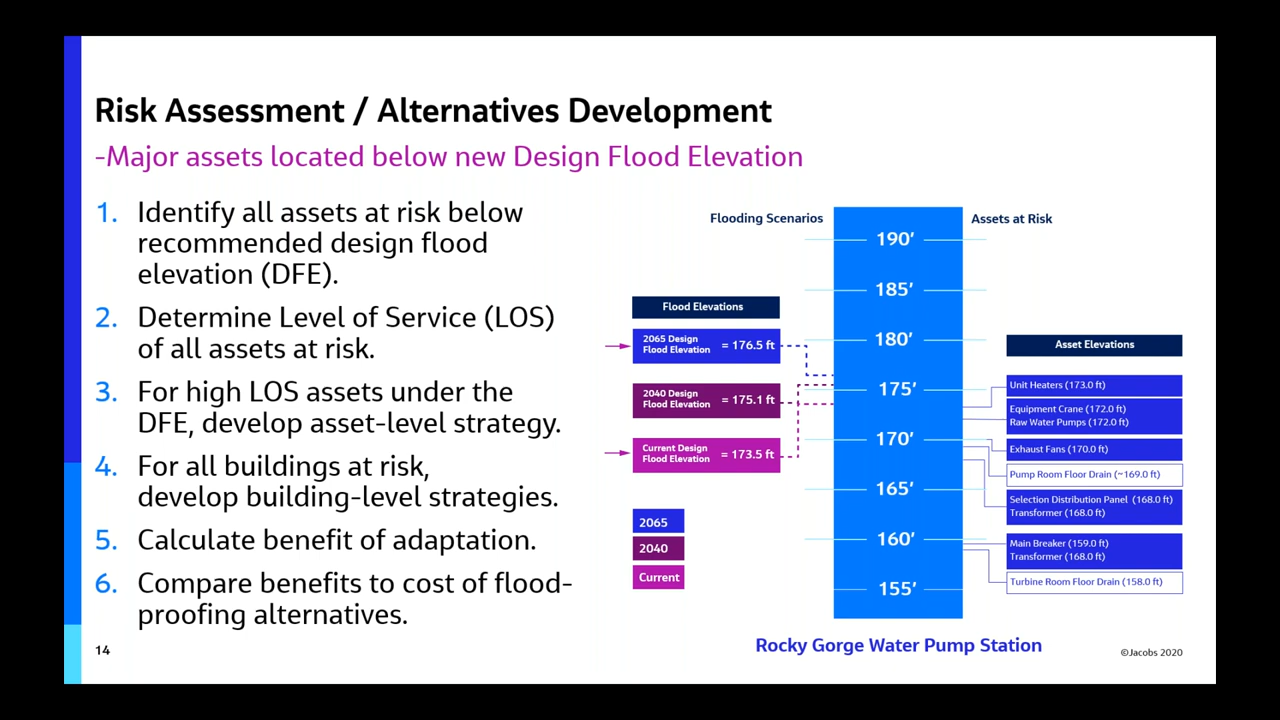 Risk Assessment / Alternatives Development
-Major assets located below new Design Flood Elevation
1. Identify all assets at risk below
recommended design flood
elevation (DFE).
2. Determine Level of Service (LOS)
of all assets at risk.
3. For high LOS assets under the
DFE, develop asset-level strategy.
4. For all buildings at risk,
develop building-level strategies.
5. Calculate benefit of adaptation.
6. Compare benefits to cost of flood-
proofing alternatives.
14
Flooding Scenarios
Flood Elevations
2065 Design
Flood Elevation = 176.5 ft
2040 Design
Flood Elevation = 175.1 ft
Current Design
Flood Elevation = 173.5 ft
2065
2040
Current
190’
185’
180’
175’
170’
165’
160’
155’
Assets at Risk
Asset Elevations
Unit Heaters (173.0 ft)
Equipment Crane (172.0 ft)
Raw Water Pumps (172.0 ft)
Exhaust Fans (170.0 ft)
Pump Room Floor Drain (~169.0 ft)
Selection Distribution Panel (168.0 ft)
Transformer (168.0 ft)
Main Breaker (159.0 ft)
Transformer (168.0 ft)
Turbine Room Floor Drain (158.0 ft)
Rocky Gorge Water Pump Station
©Jacobs 2020